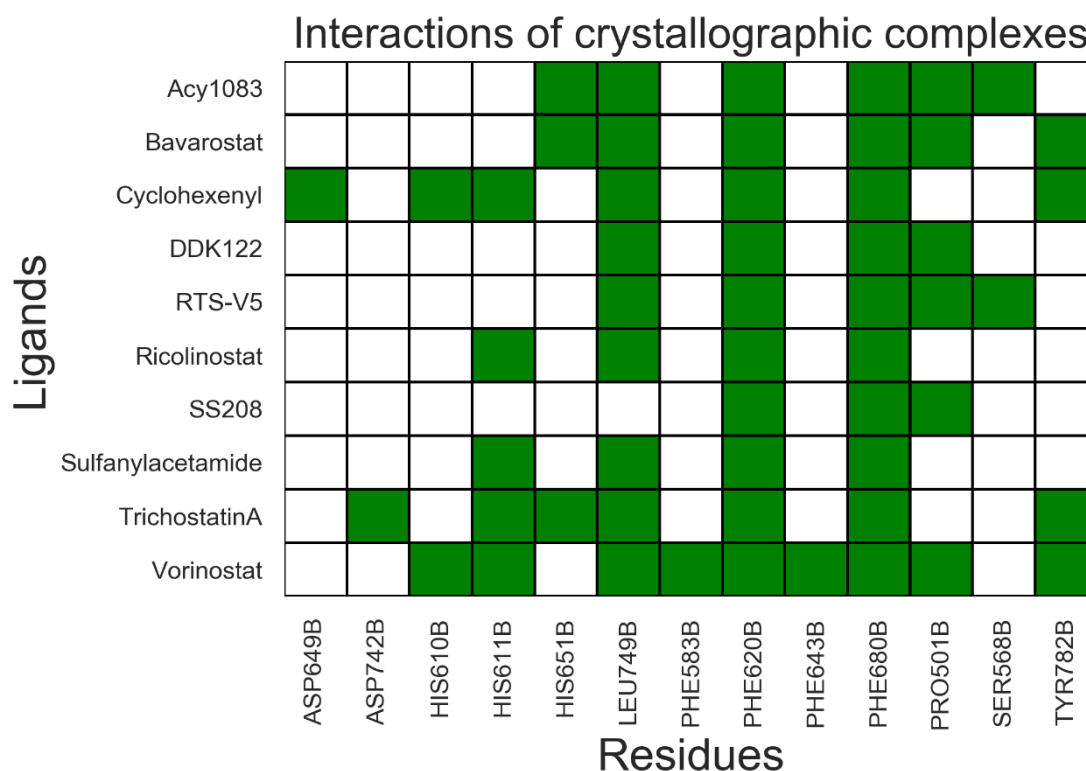 Interactions of crystallographic complexes
Ligands
Acy1083
Bavarostat
Cyclohexenyl
DDK122
RTS-V5
Ricolinostat
SS208
Sulfanylacetamide
TrichostatinA
Vorinostat
ASP649B
ASP742B
HIS610B
HIS611B
HIS651B
LEU749B
PHE583B
PHE620B
PHE643B
PHE680B
PRO501B
SER568B
TYR782B
Residues